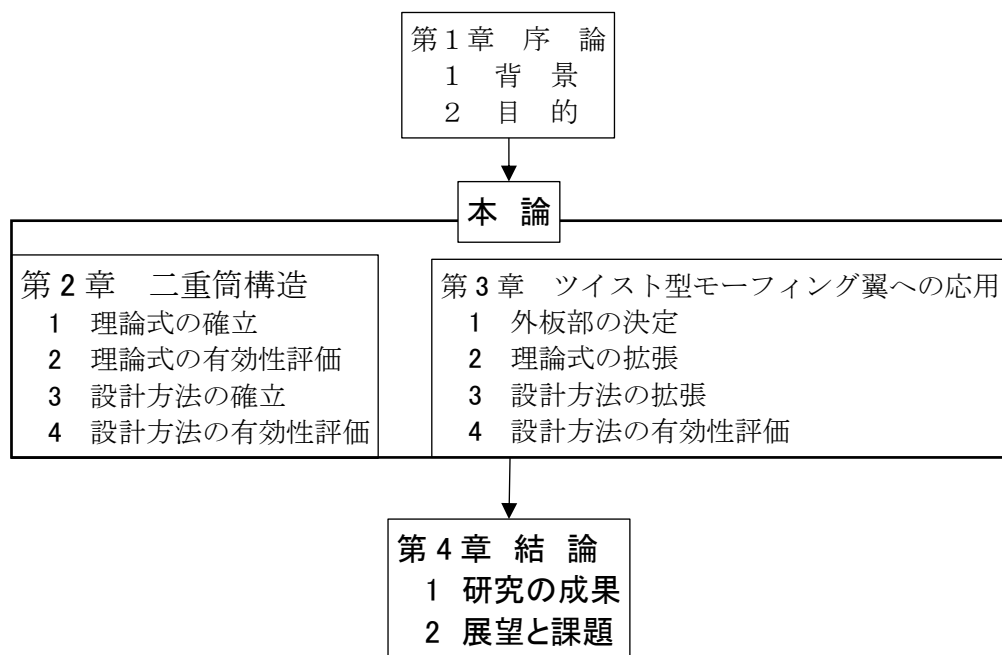 第１章　序　論
１　背　景
２　目　的
本 論
第 2 章　二重筒構造
1　理論式の確立
2　理論式の有効性評価
3　設計方法の確立
4　設計方法の有効性評価
第 3 章　ツイスト型モーフィング翼への応用
1　外板部の決定
2　理論式の拡張
3　設計方法の拡張
4　設計方法の有効性評価
第 4 章 結 論
1 研究の成果
2 展望と課題